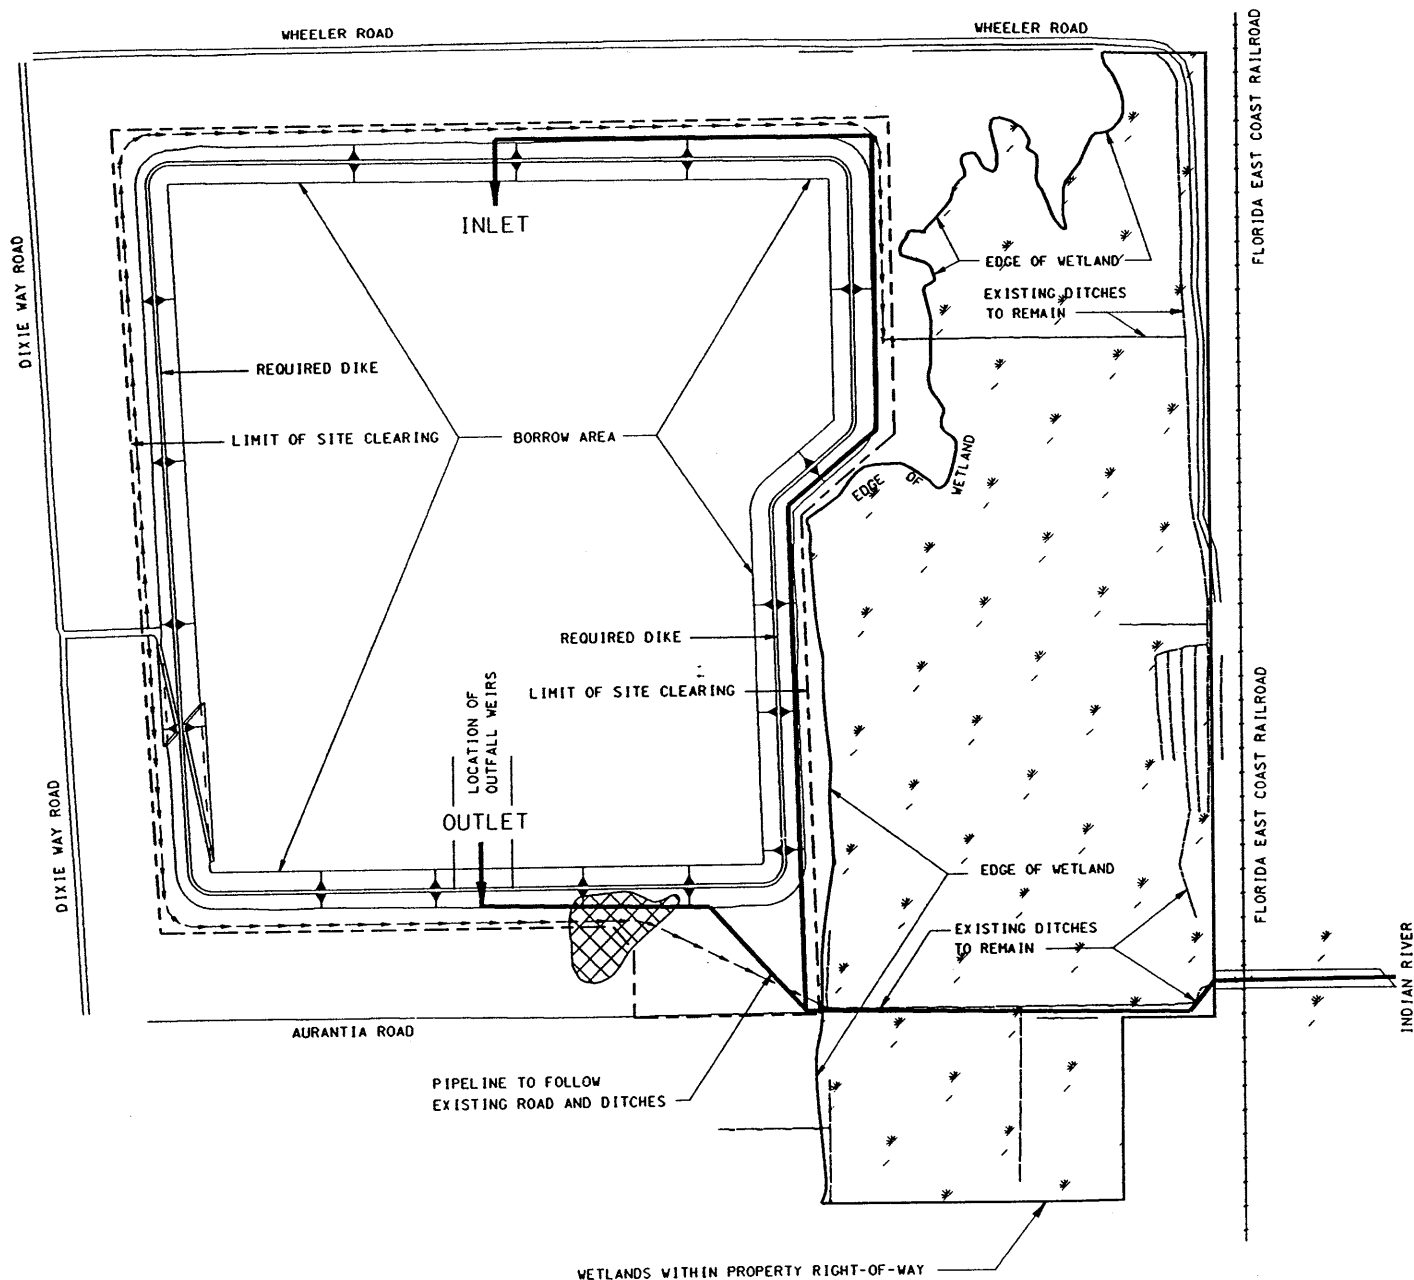 WHEELER ROAD
WHEELER ROAD
FLORIDA EAST COAST RAILROAD
DIXIE WAY ROAD
INLET
EDGE OF WETLAND
EXISTING DITCHES
TO REMAIN
REQUIRED DIKE
LIMIT OF SITE CLEARING
BORROW AREA
EDGE OF
WETLAND
REQUIRED DIKE
LIMIT OF SITE CLEARING
LOCATION OF
OUTFALL WEIRS
OUTLET
DIXIE WAY ROAD
FLORIDA EAST COAST RAILROAD
EDGE OF WETLAND
EXISTING DITCHES
TO REMAIN
INDIAN RIVER
AURANTIA ROAD
PIPELINE TO FOLLOW
EXISTING ROAD AND DITCHES
WETLANDS WITHIN PROPERTY RIGHT-OF-WAY